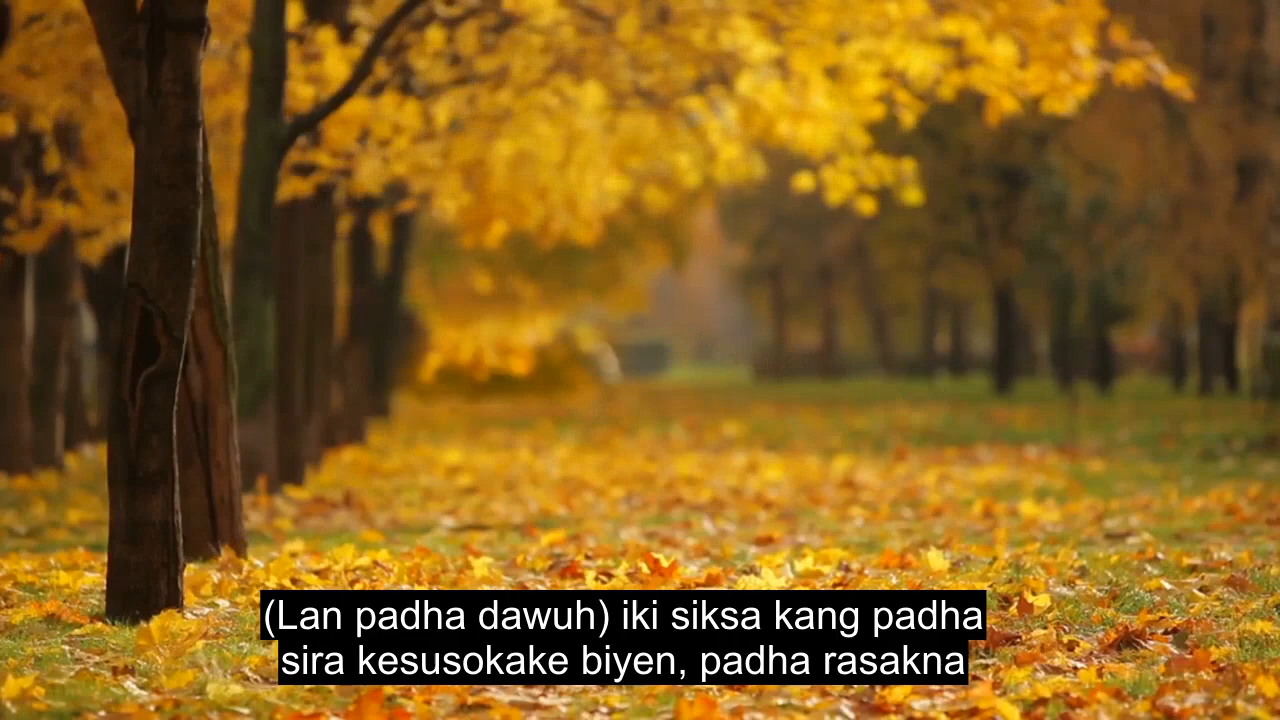 (Lan padha dawuh) iki siksa kang padha
sira kesusokake biyen, padha rasakna